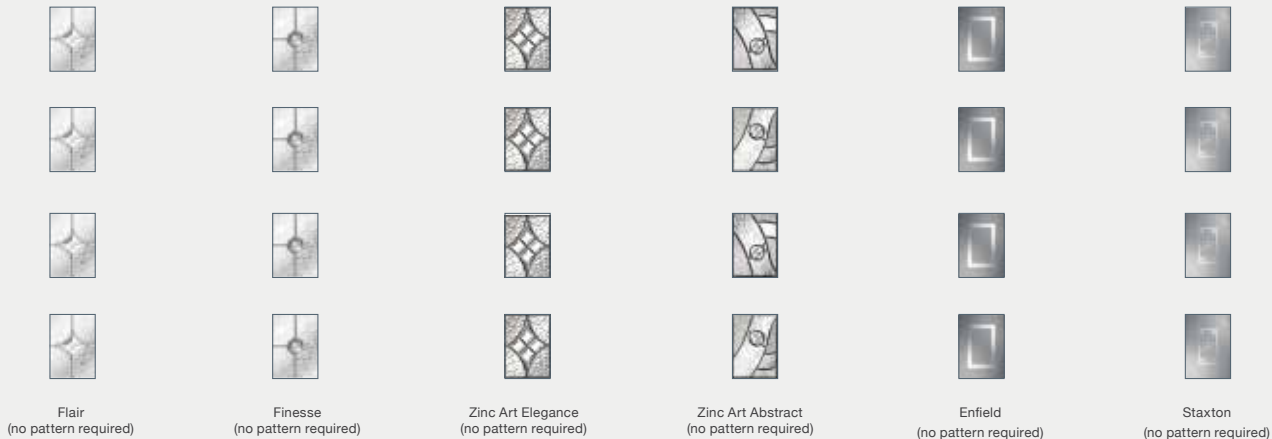 Flair
(no pattern required)
Finesse
(no pattern required)
Zinc Art Elegance
(no pattern required)
Zinc Art Abstract
(no pattern required)
Enfield
(no pattern required)
Staxton
(no pattern required)